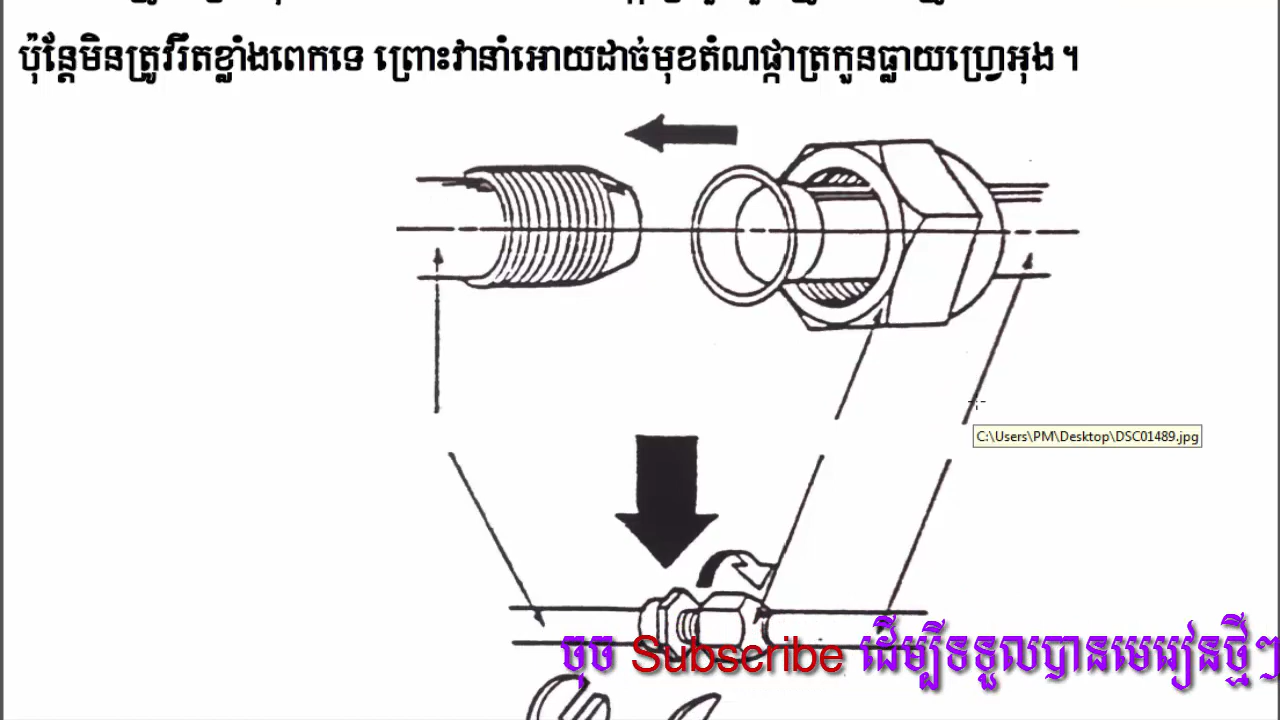 ប៉ុន្តែមិនត្រូវរឹតខ្លាំងពេកទេ ព្រោះវានាំអោយដាច់មុខតំណផ្កាត្រកួនធ្លាយហ្វ្រេអុង ។
C:\Users\PM\Desktop\DSC01489.jpg
ចុច Subscribe ដើម្បីទទួលបានមេរៀនថ្មីៗ